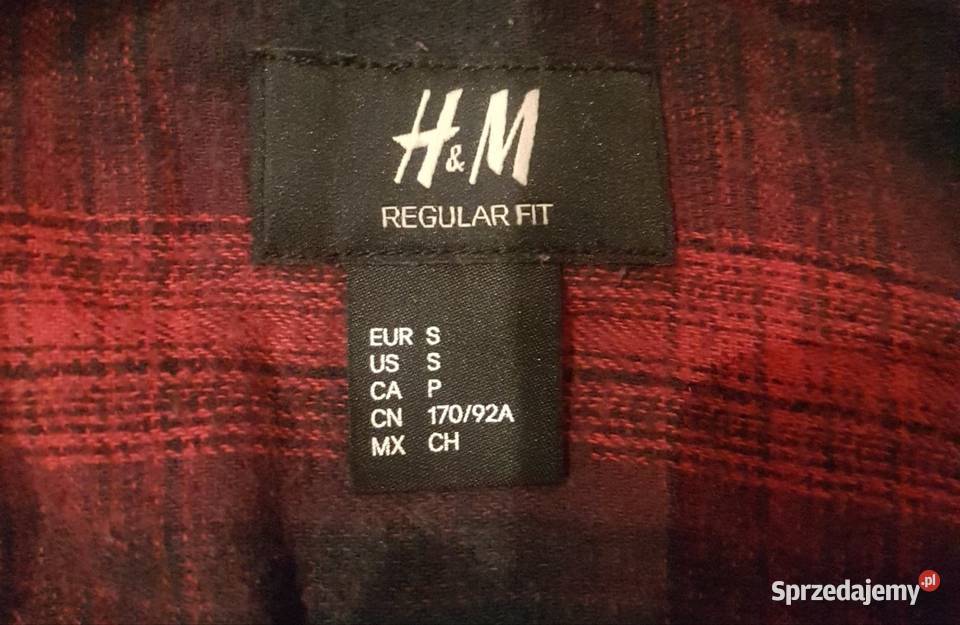 H&M
REGULAR FIT
EUR S
US S
CA P
CN 170/92A
MX CH
Sprzedajemy.pl